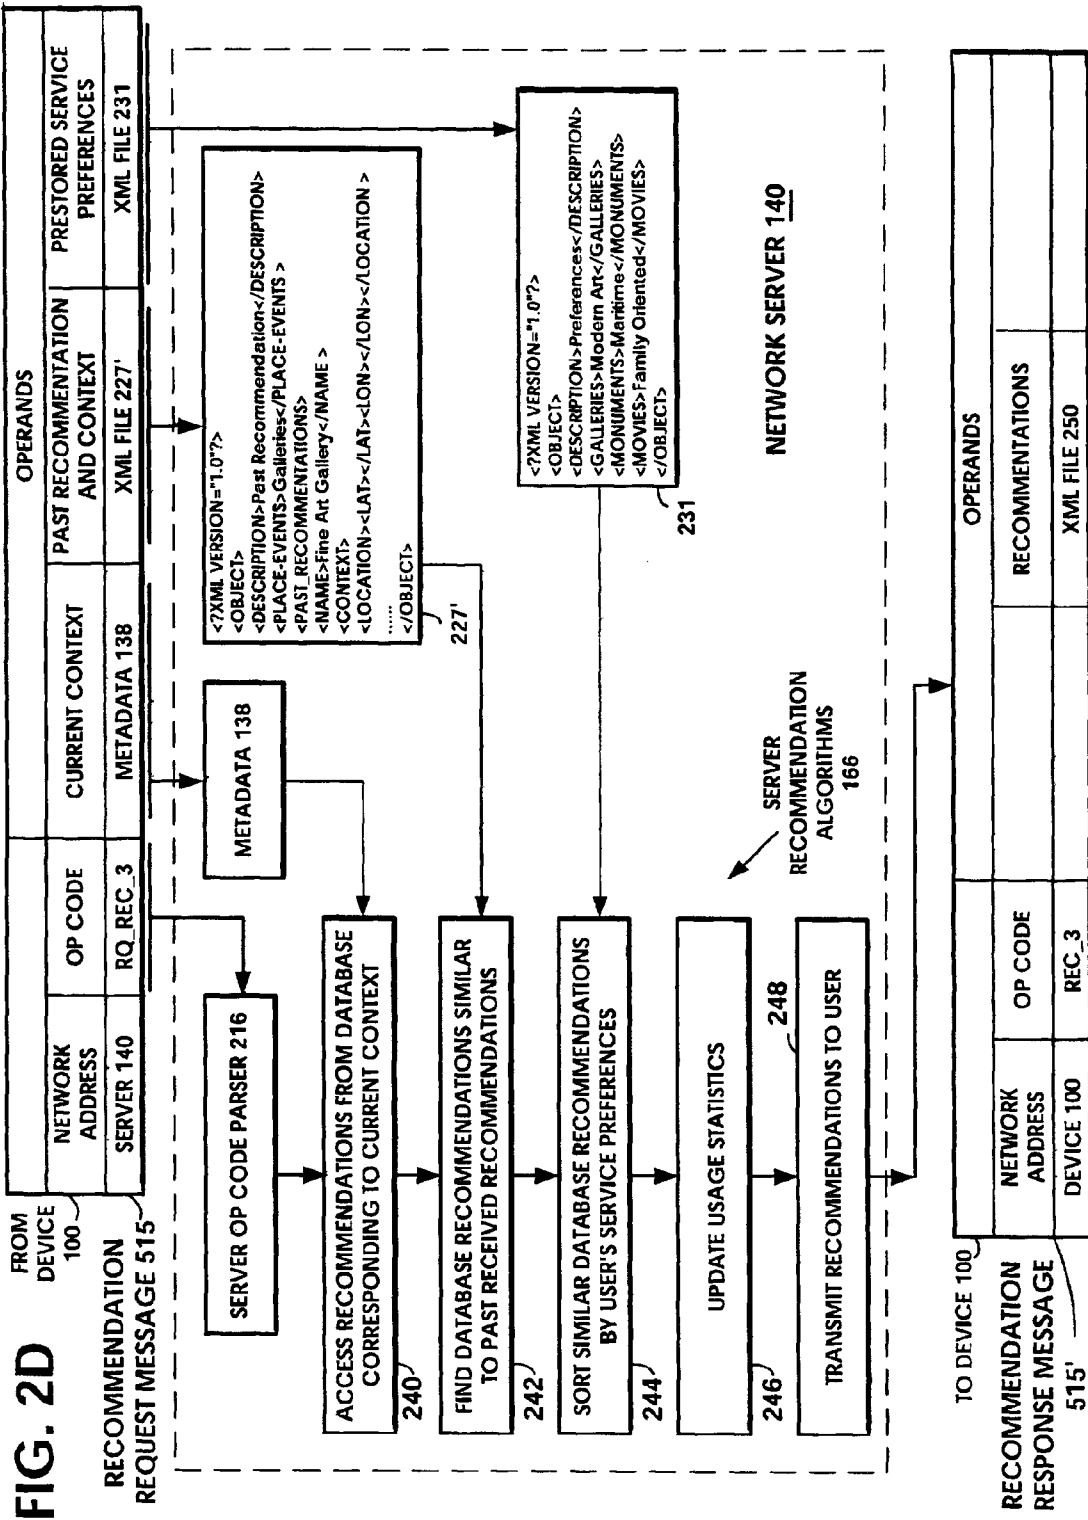 FIG. 2D
FROM
DEVICE
100
RECOMMENDATION
REQUEST MESSAGE 515
OPERANDS
NETWORK
ADDRESS
OP CODE
CURRENT CONTEXT
PAST RECOMMENTATION
AND CONTEXT
PRESTORED SERVICE
PREFERENCES
SERVER 140
RQ_REC_3
METADATA 138
XML FILE 227'
XML FILE 231
SERVER OP CODE PARSER 216
METADATA 138
<?XML VERSION="1.0"?>
<OBJECT>
<DESCRIPTION>Past Recommendation</DESCRIPTION>
<PLACE-EVENTS>Galleries</PLACE-EVENTS >
<PAST_RECOMMENTATIONS>
<NAME>Fine Art Gallery</NAME >
<CONTEXT>
<LOCATION><LAT></LAT><LON></LON></LOCATION >
......
</OBJECT>
227'
ACCESS RECOMMENDATIONS FROM DATABASE
CORRESPONDING TO CURRENT CONTEXT
240
FIND DATABASE RECOMMENDATIONS SIMILAR
TO PAST RECEIVED RECOMMENDATIONS
242
<?XML VERSION="1.0"?>
<OBJECT>
<DESCRIPTION>Preferences</DESCRIPTION>
<GALLERIES>Modern Art</GALLERIES>
<MONUMENTS>Maritime</MONUMENTS>
<MOVIES>Family Oriented</MOVIES>
</OBJECT>
231
SORT SIMILAR DATABASE RECOMMENDATIONS
BY USER'S SERVICE PREFERENCES
244
UPDATE USAGE STATISTICS
246
SERVER
RECOMMENDATION
ALGORITHMS
166
NETWORK SERVER 140
248
TRANSMIT RECOMMENDATIONS TO USER
TO DEVICE 100
RECOMMENDATION
RESPONSE MESSAGE
515'
OPERANDS
NETWORK
ADDRESS
OP CODE
RECOMMENTATIONS
DEVICE 100
REC_3
XML FILE 250